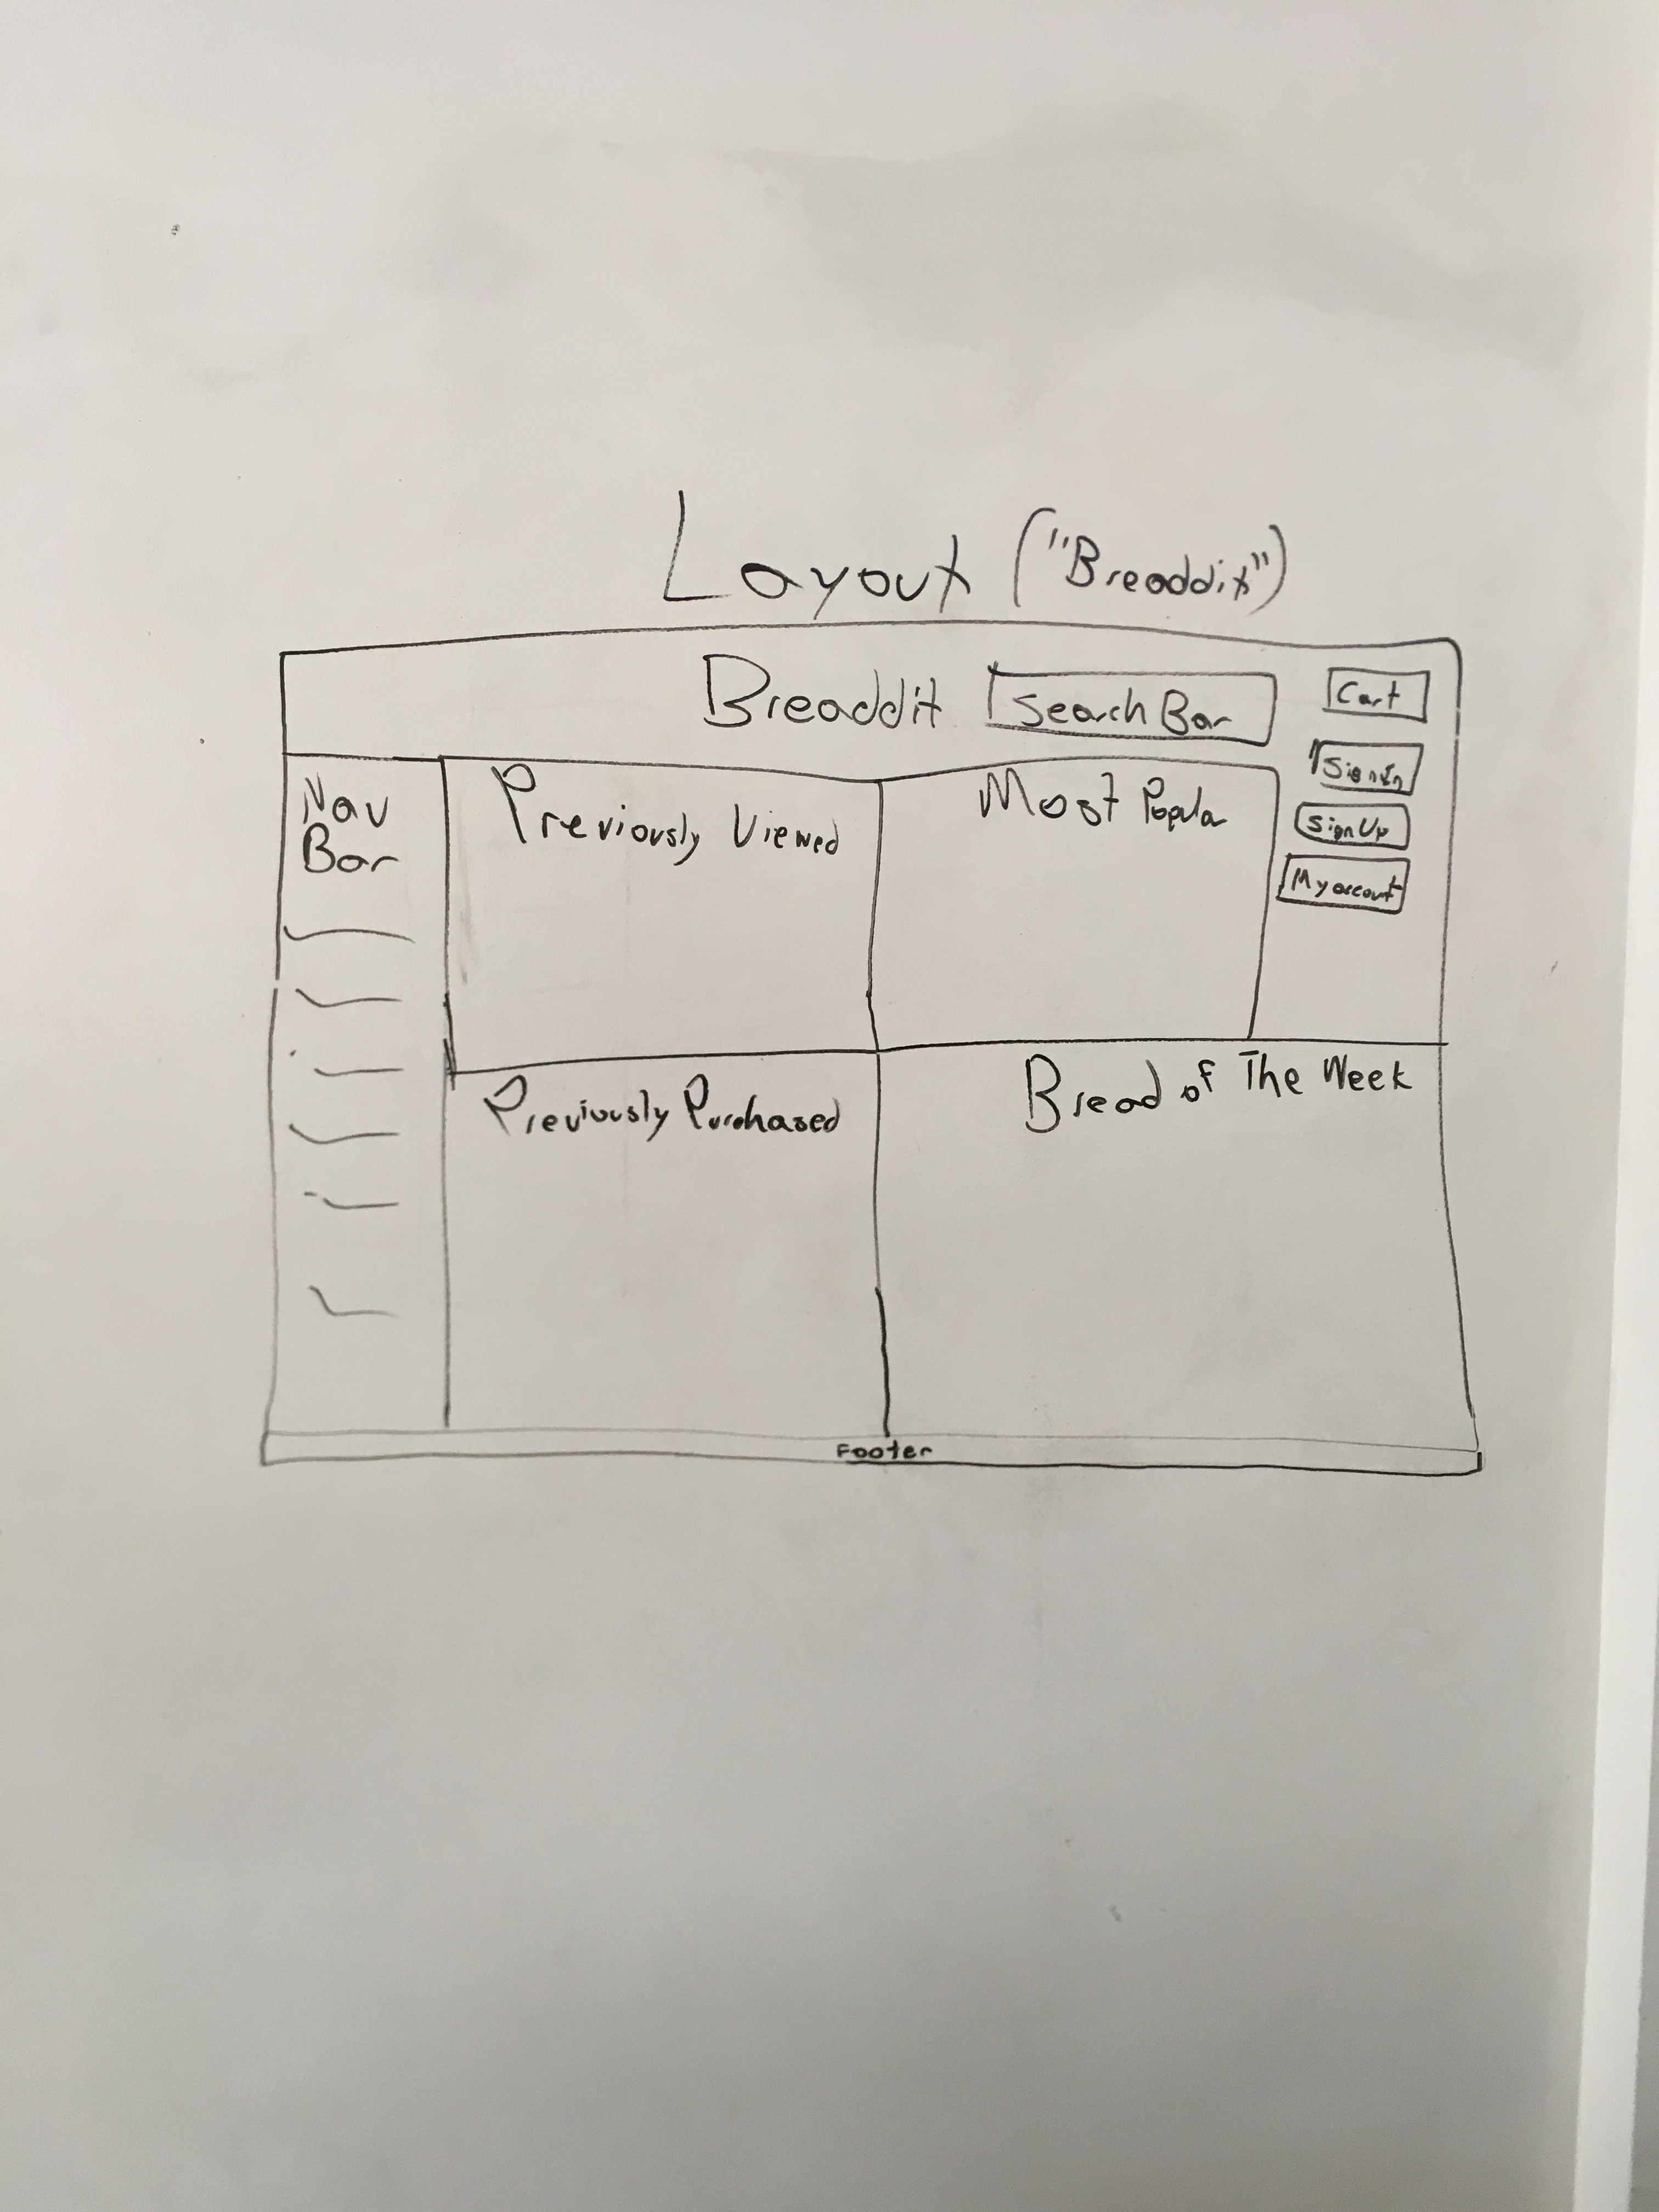 Layout ("Breaddit")
Breaddit
Search Bar
Cart
Sign In
Sign Up
My account
Nav
Bar
Previously Viewed
Most Popular
Previously Purchased
Bread of The Week
Footer